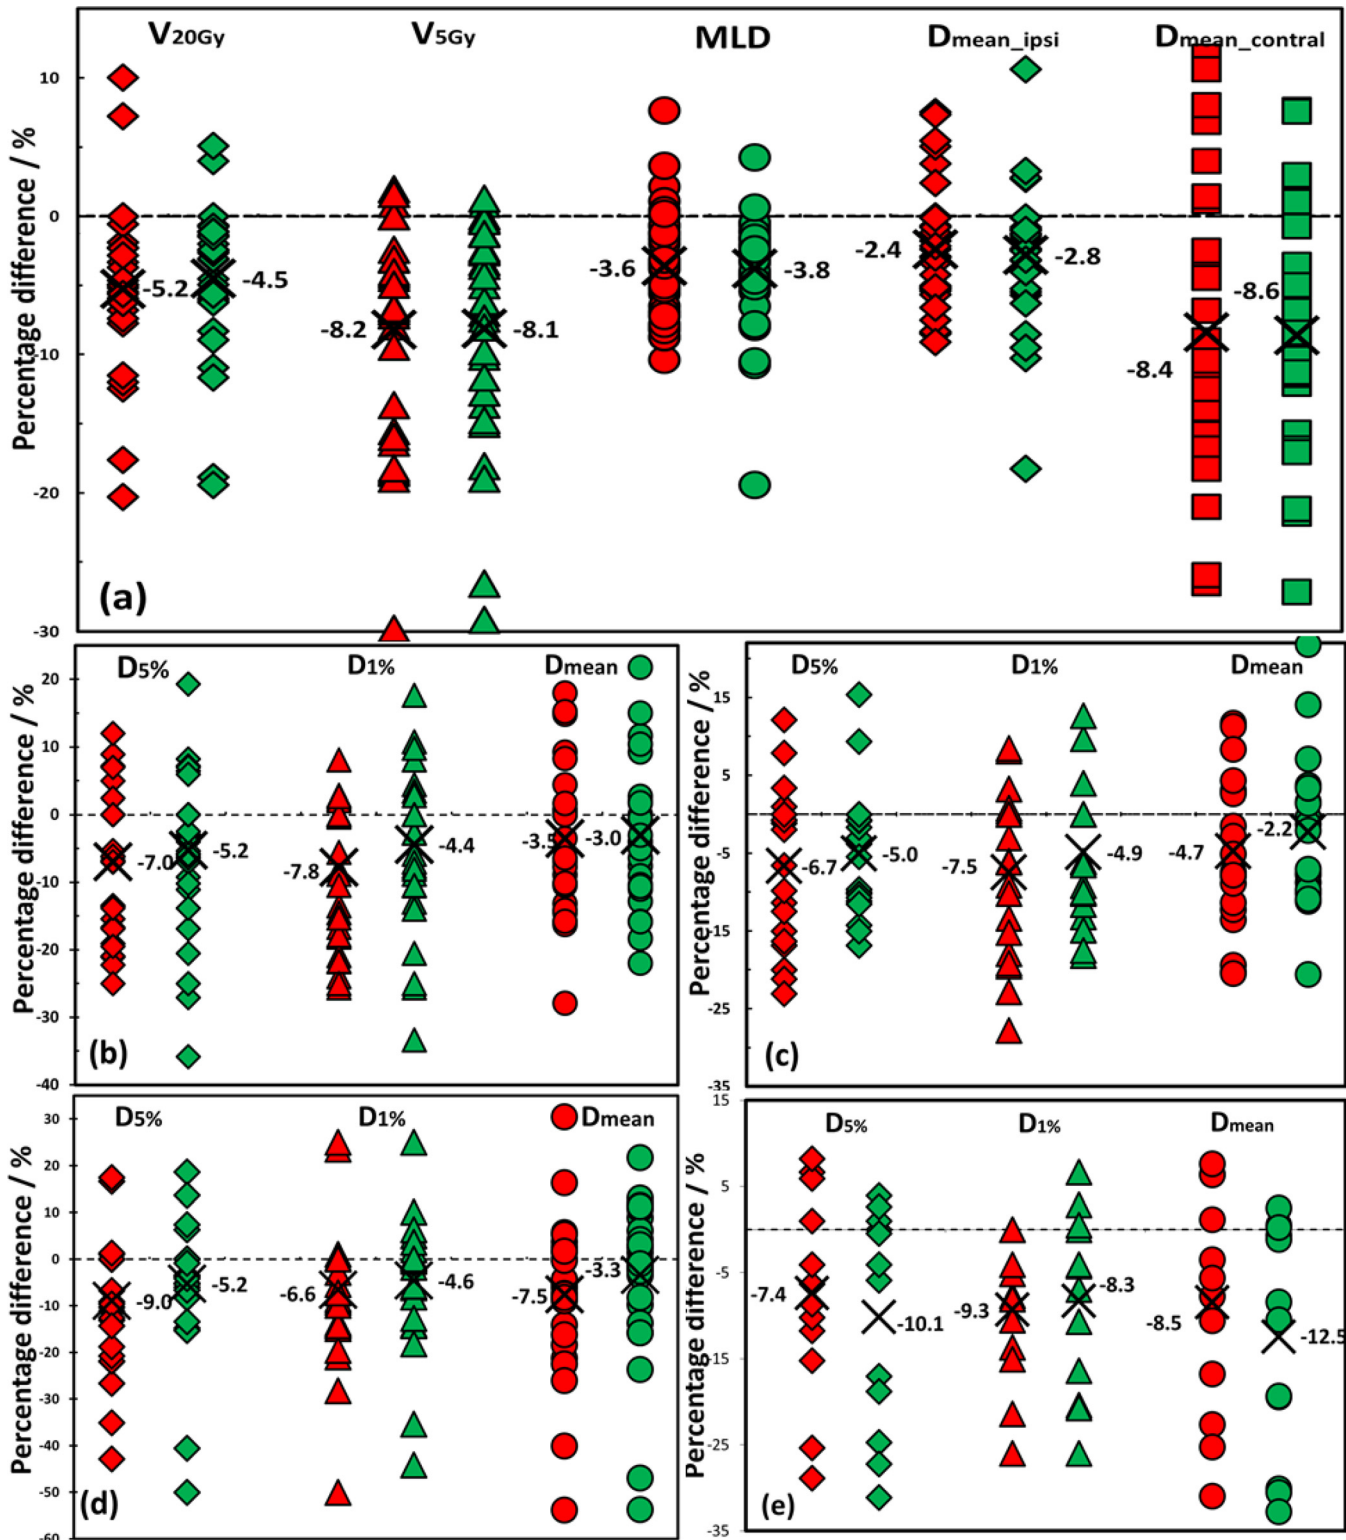 V20Gy V5Gy MLD Dmean_ipsi Dmean_contral
Percentage difference / %
10
0
-10
-20
-30
-5.2 -4.5 -8.2 -8.1 -3.6 -3.8 -2.4 -2.8 -8.4 -8.6
(a)
D5% D1% Dmean
Percentage difference / %
20
10
0
-10
-20
-30
-40
-7.0 -5.2 -7.8 -4.4 -3.5 -3.0
(b)
D5% D1% Dmean
Percentage difference / %
15
5
-5
-15
-25
-35
-6.7 -5.0 -7.5 -4.9 -4.7 -2.2
(c)
D5% D1% Dmean
Percentage difference / %
30
20
10
0
-10
-20
-30
-40
-50
-60
-9.0 -5.2 -6.6 -4.6 -7.5 -3.3
(d)
D5% D1% Dmean
Percentage difference / %
15
5
-5
-15
-25
-35
-7.4 -10.1 -9.3 -8.3 -8.5 -12.5
(e)